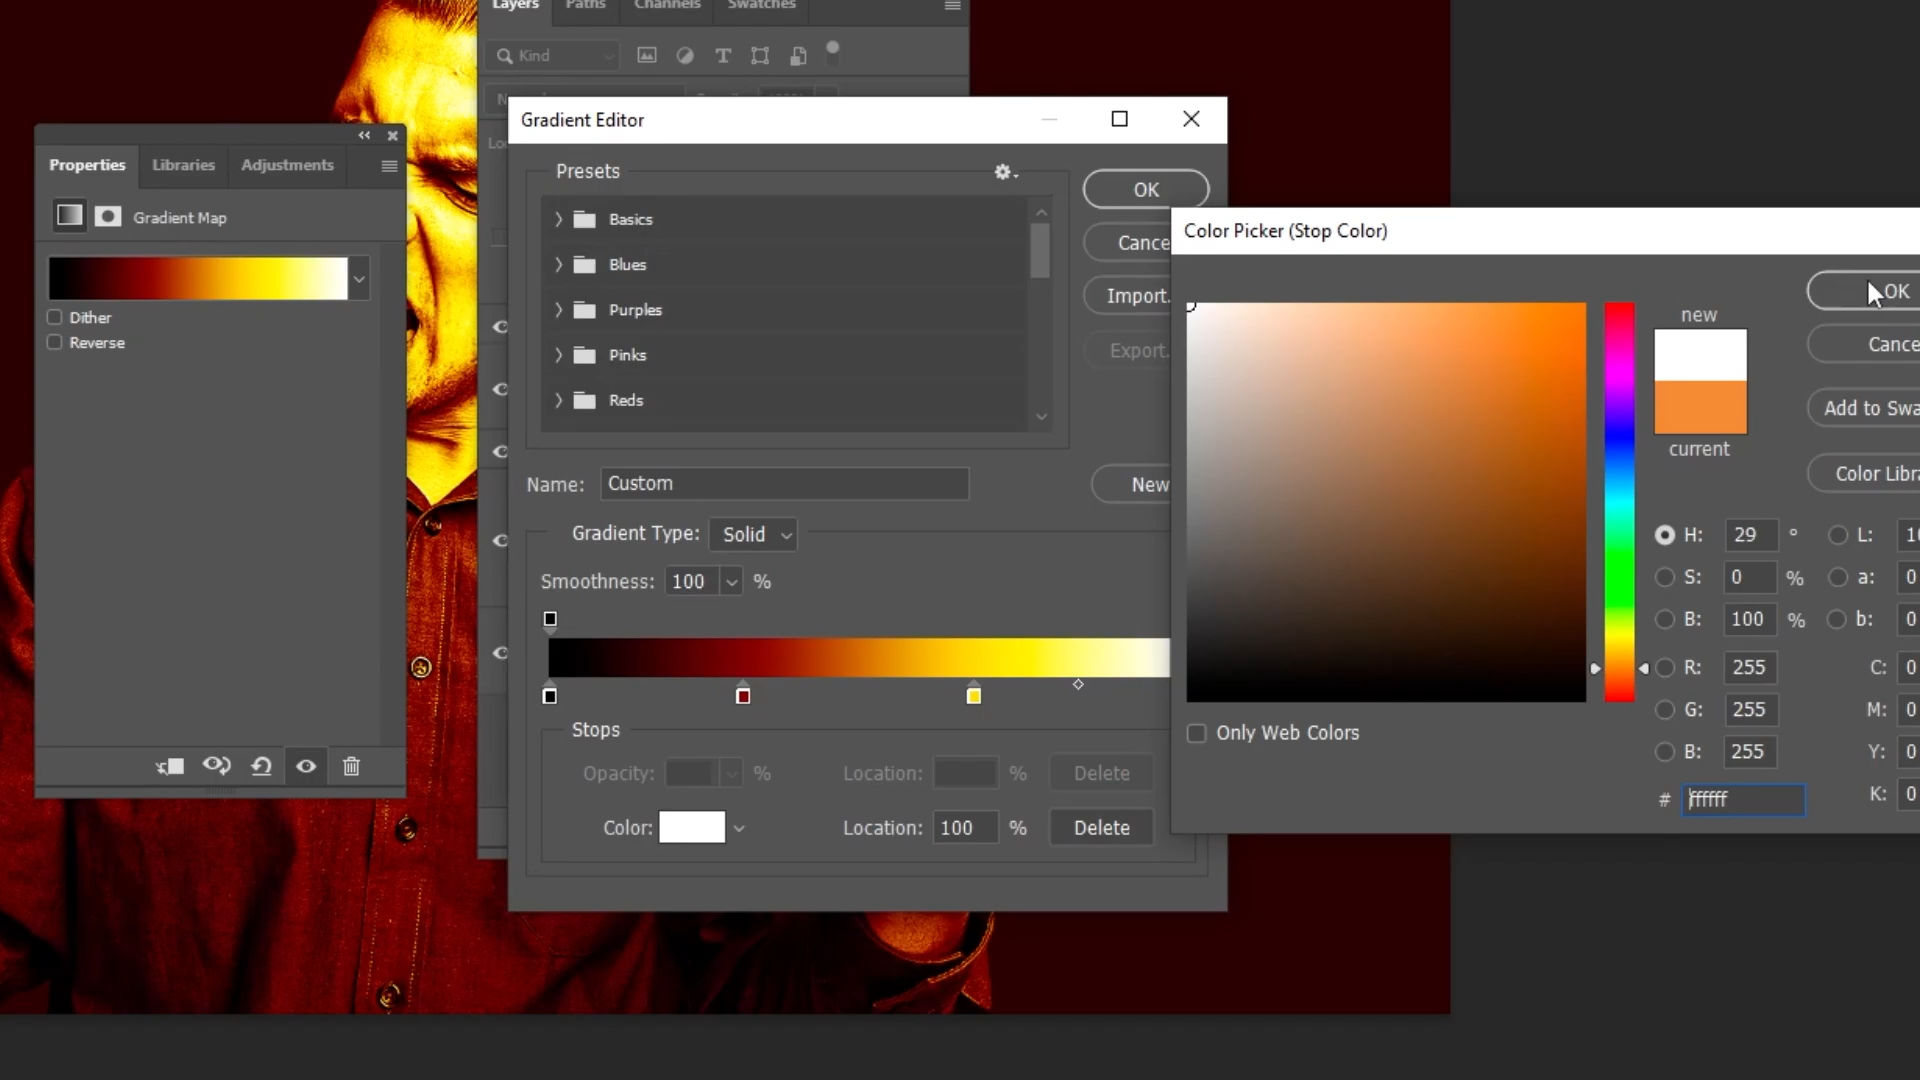 Layers Paths Channels Swatches
Kind
Properties Libraries Adjustments
Gradient Map
Dither
Reverse
Gradient Editor
Presets
Basics
Blues
Purples
Pinks
Reds
OK
Cance
Import.
Export.
Name: Custom
New
Gradient Type: Solid
Smoothness: 100 %
Stops
Opacity: % Location: % Delete
Color: Location: 100 % Delete
Color Picker (Stop Color)
new
current
OK
Cance
Add to Swa
Color Libra
H: 29 ° L: 10
S: 0 % a: 0
B: 100 % b: 0
R: 255 C: 0
G: 255 M: 0
B: 255 Y: 0
# ffffff K: 0
Only Web Colors